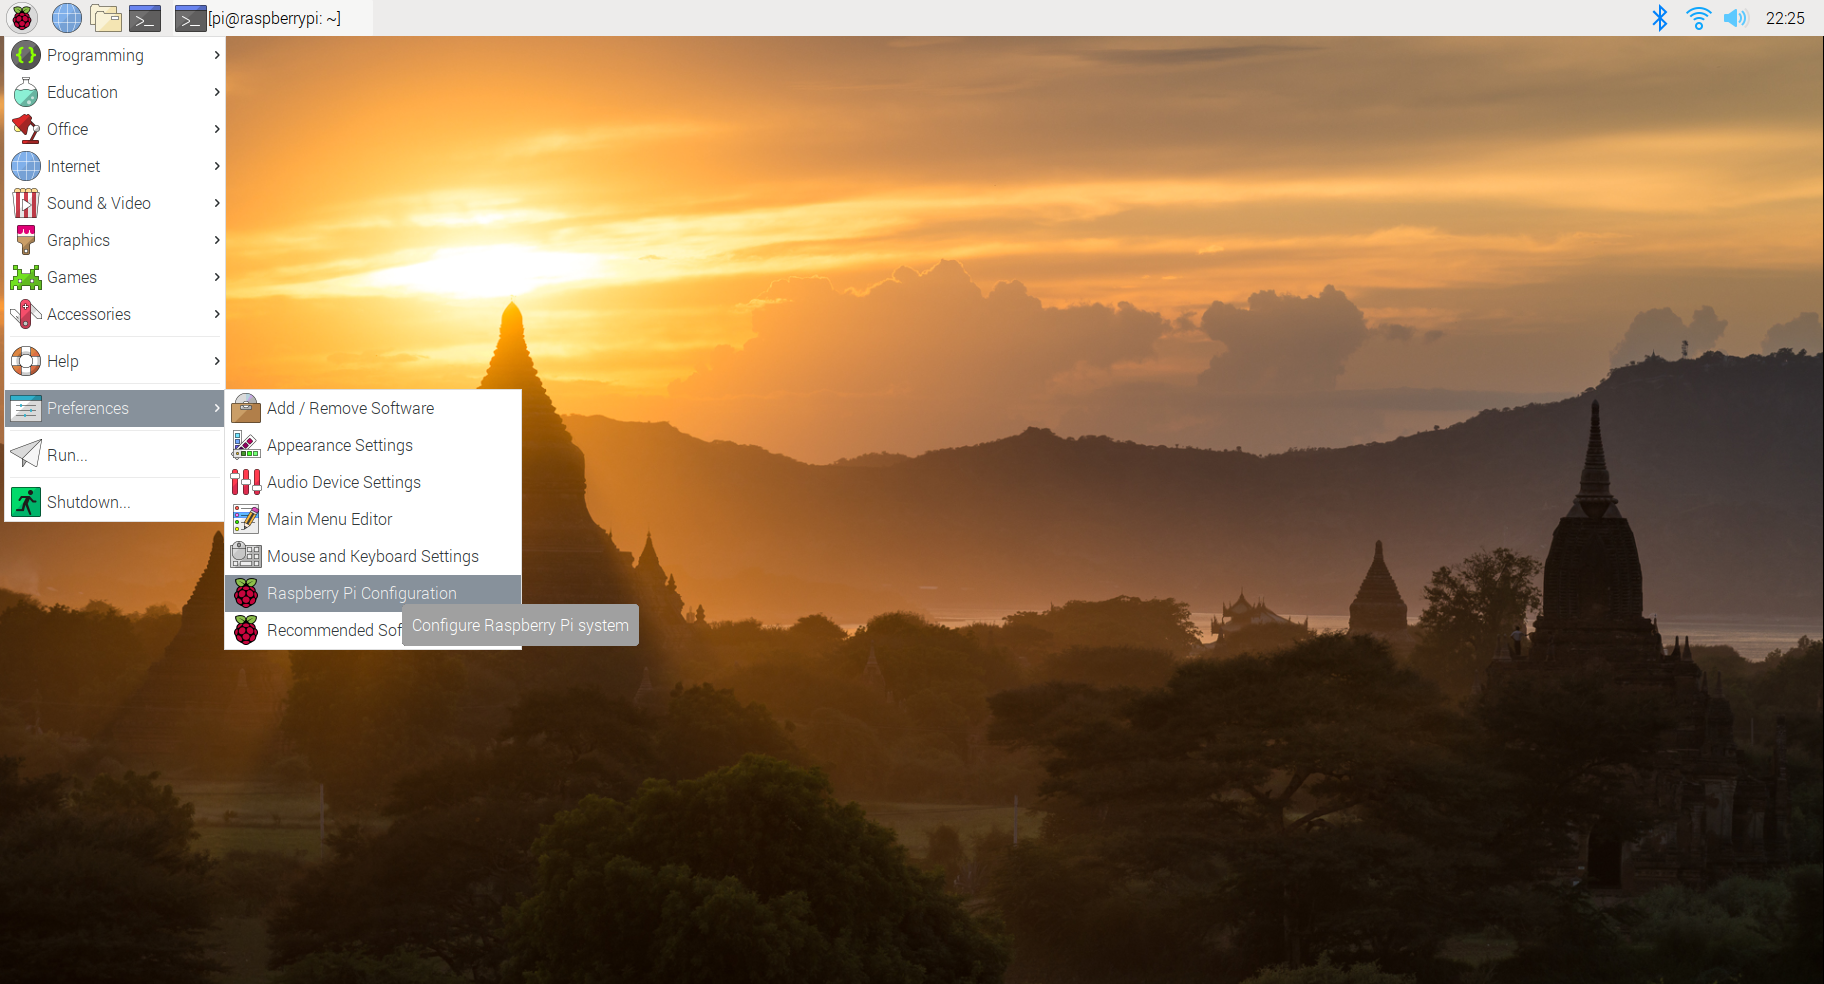 [pi@raspberrypi: ~]
22:25
Programming
Education
Office
Internet
Sound & Video
Graphics
Games
Accessories
Help
Preferences
Run...
Shutdown...
Add / Remove Software
Appearance Settings
Audio Device Settings
Main Menu Editor
Mouse and Keyboard Settings
Raspberry Pi Configuration
Recommended Sof
Configure Raspberry Pi system